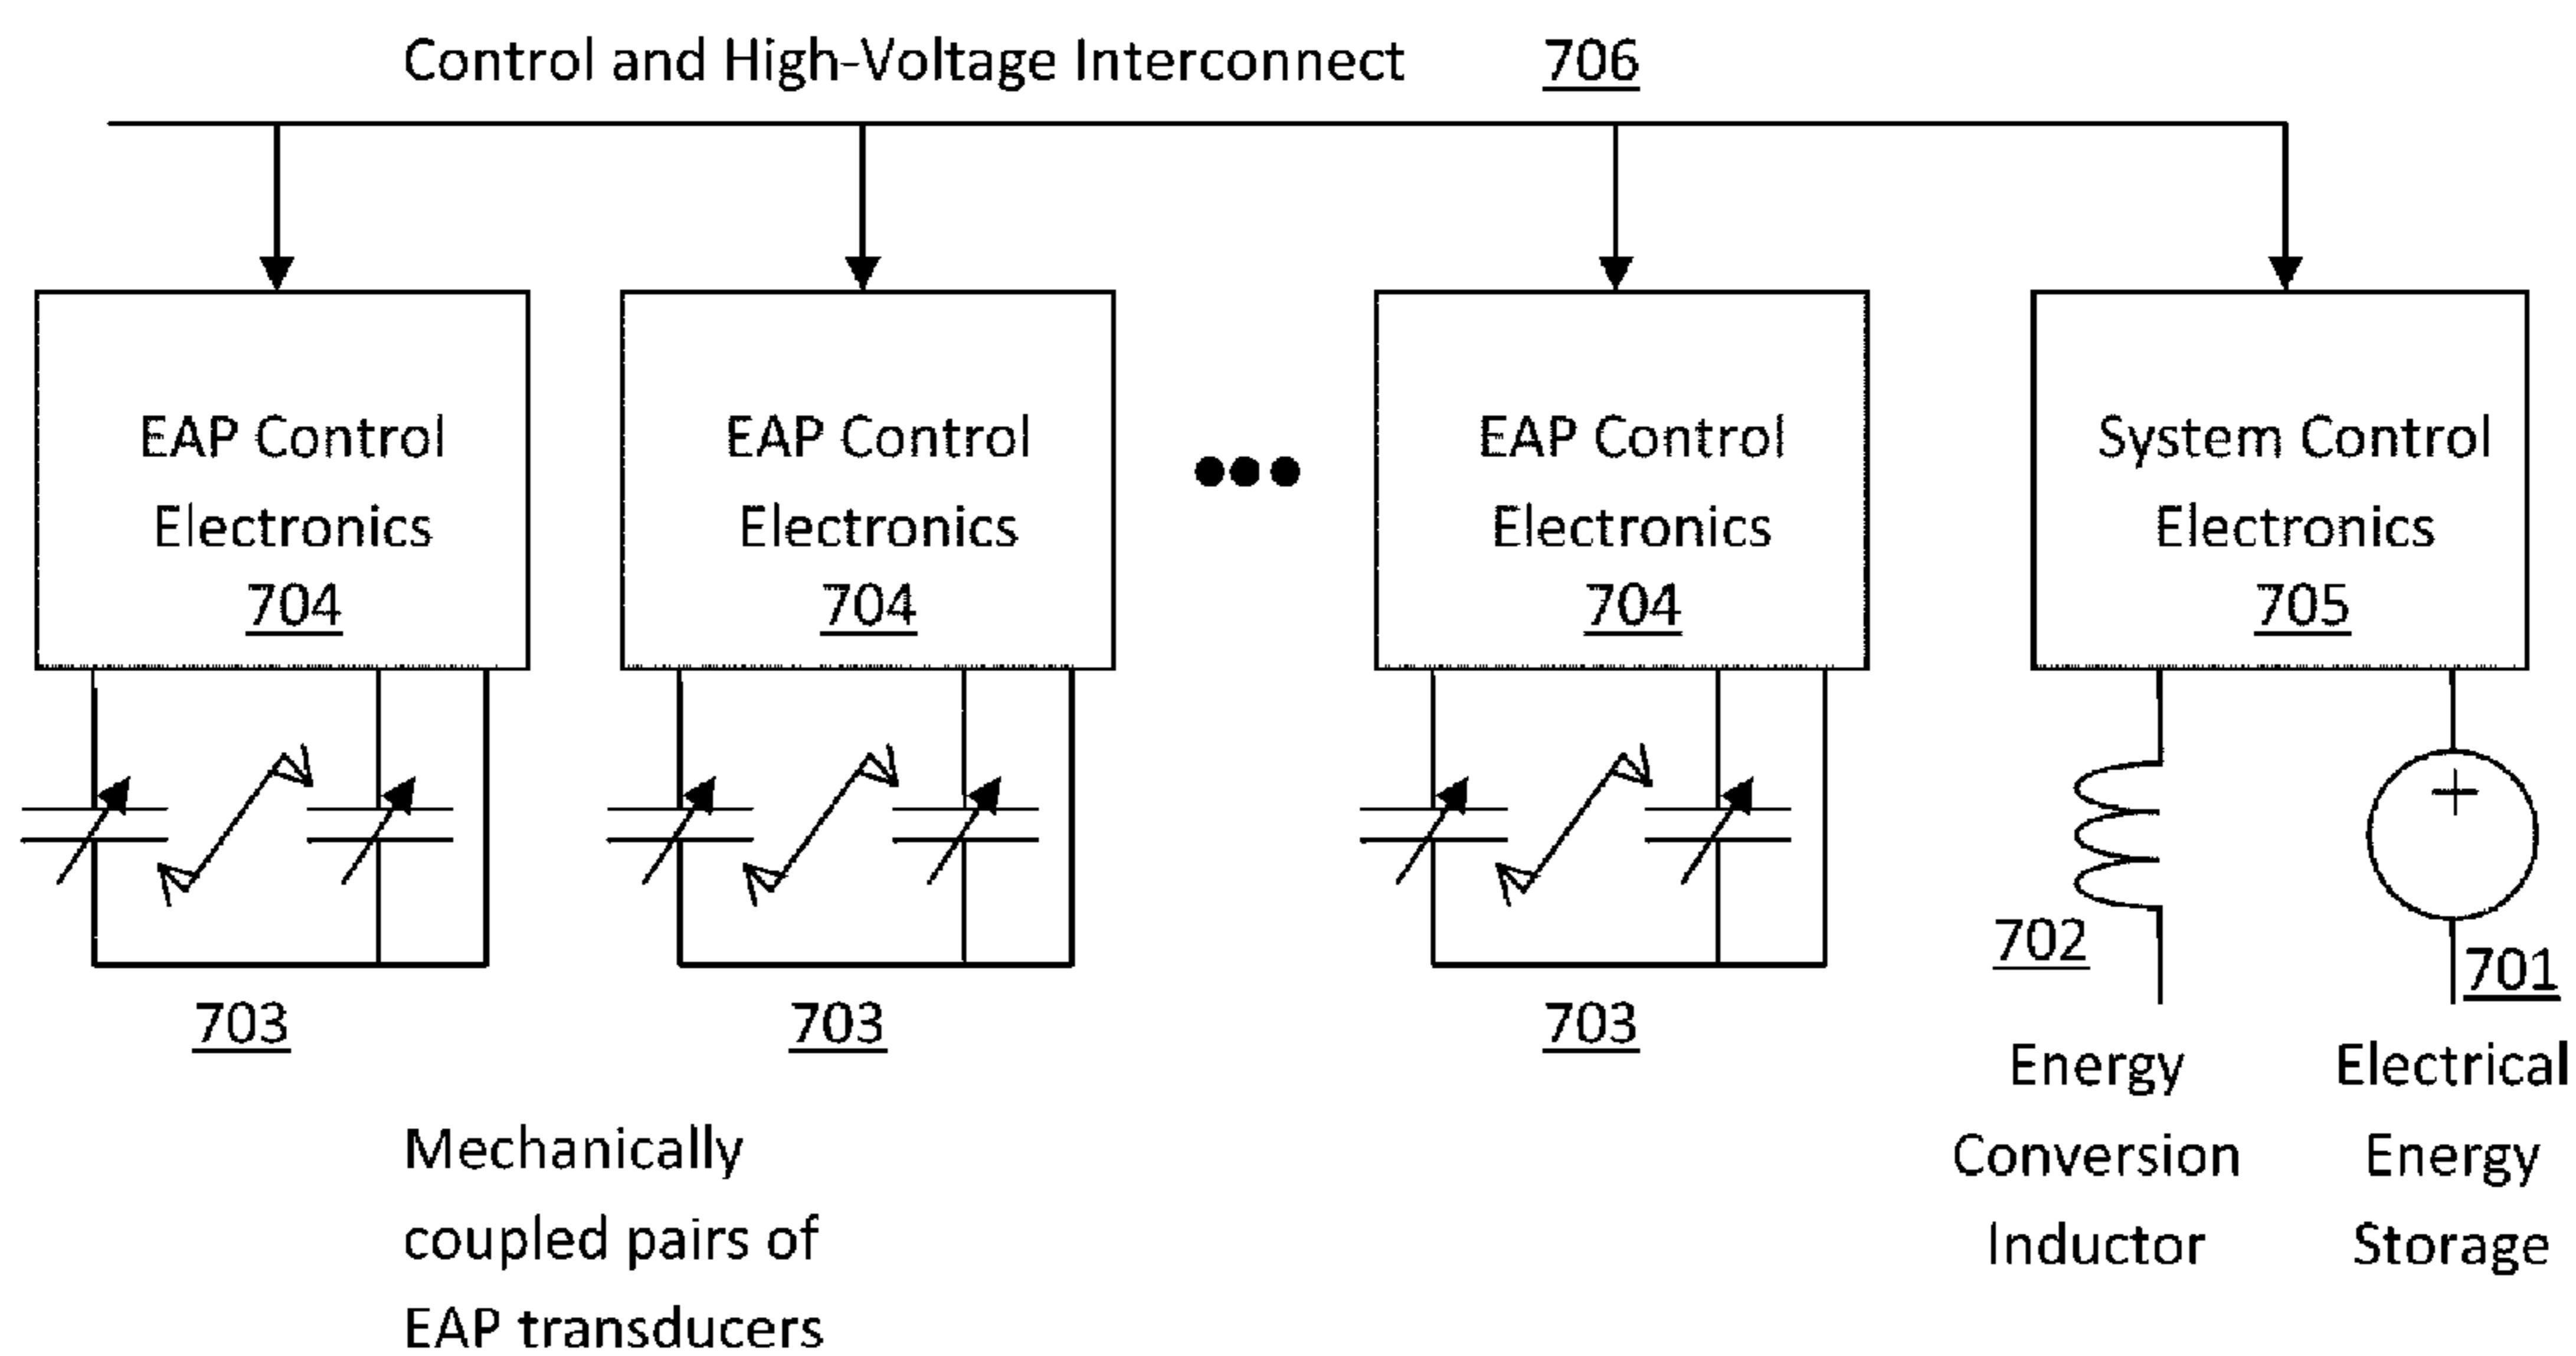 Control and High-Voltage Interconnect 706
EAP Control
Electronics
704
EAP Control
Electronics
704
EAP Control
Electronics
704
System Control
Electronics
705
703
703
703
702
701
Mechanically
coupled pairs of
EAP transducers
Energy
Conversion
Inductor
Electrical
Energy
Storage